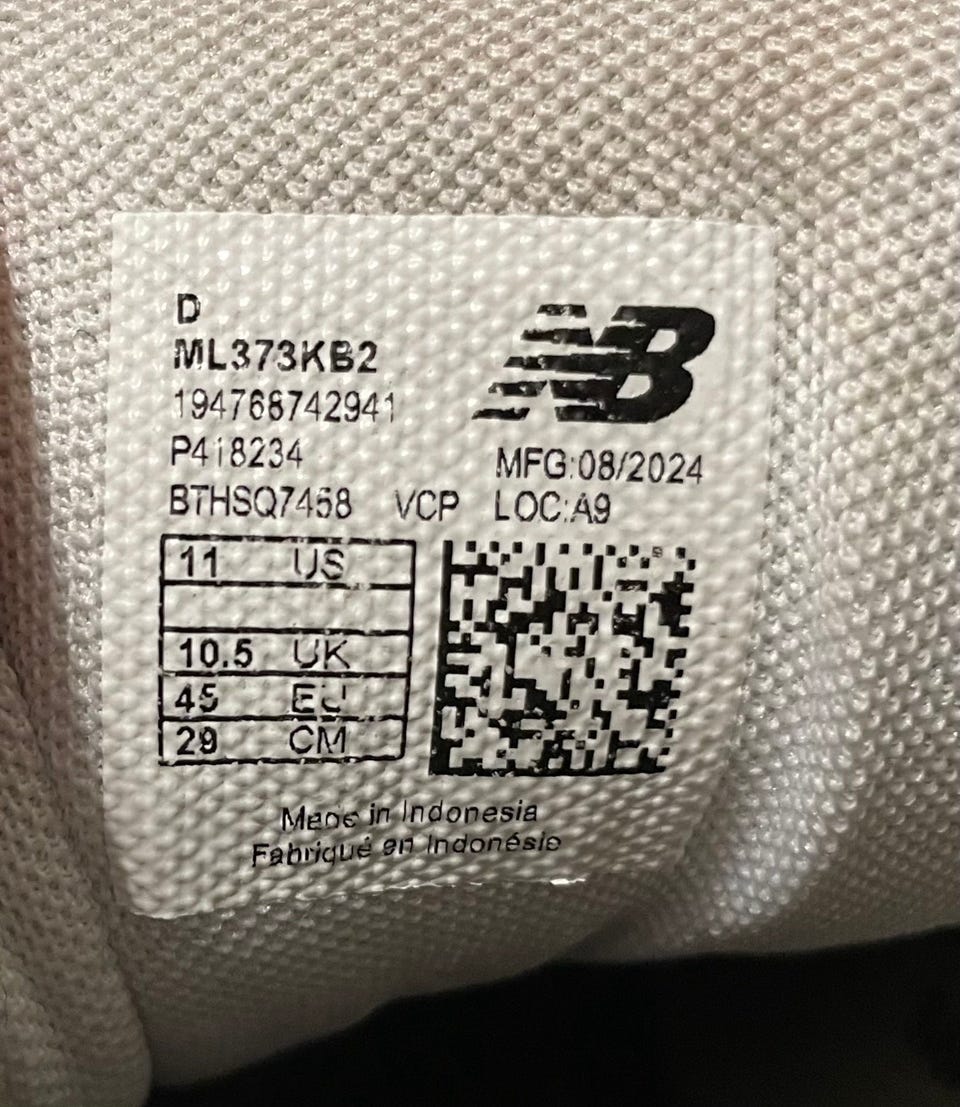 D
ML373KB2
NB
194768742941
P418234
MFG:08/2024
BTHSQ7458 VCP LOC:A9
11 US
10.5 UK
45 EU
29 CM
Made in Indonesia
Fabriqué en Indonésie